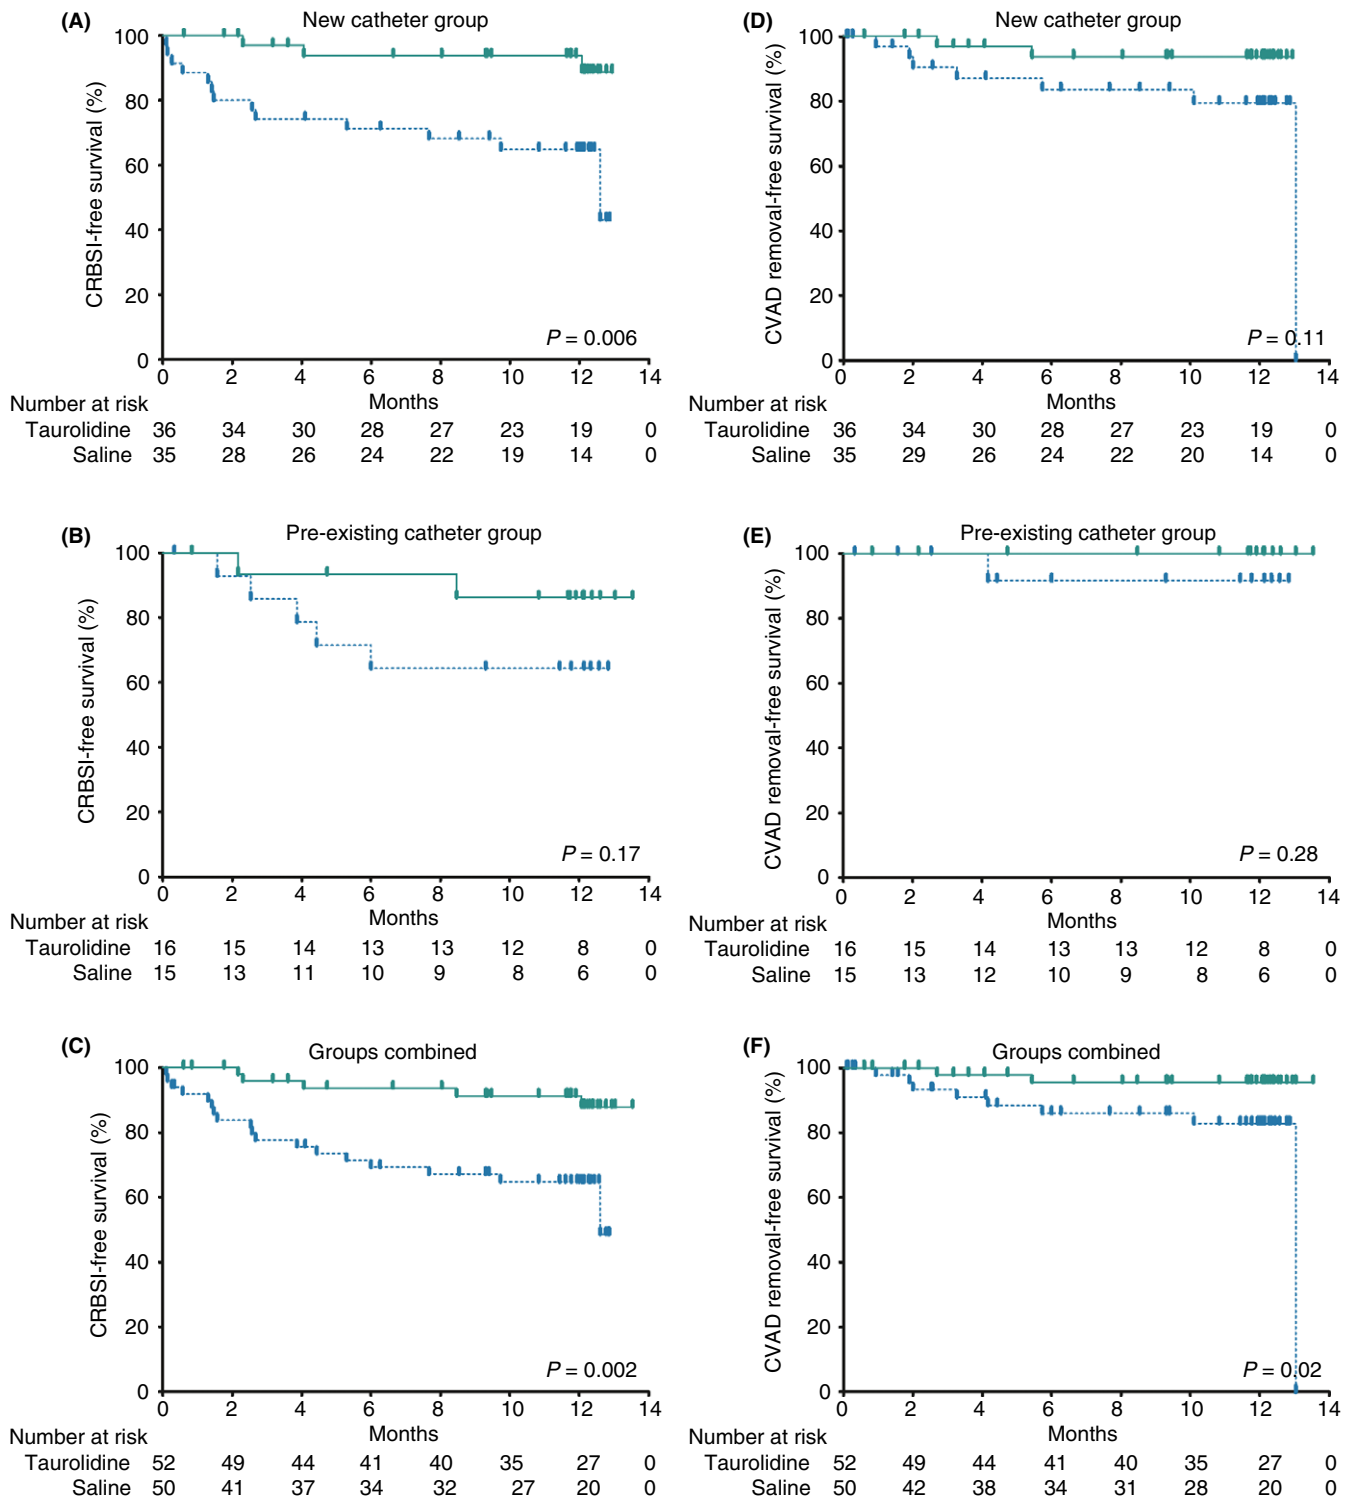 (A) New catheter group
CRBSI-free survival (%)
100
80
60
40
20
0
P = 0.006
0 2 4 6 8 10 12 14
Months
Number at risk
Taurolidine 36 34 30 28 27 23 19 0
Saline 35 28 26 24 22 19 14 0
(D) New catheter group
CVAD removal-free survival (%)
100
80
60
40
20
0
P = 0.11
0 2 4 6 8 10 12 14
Months
Number at risk
Taurolidine 36 34 30 28 27 23 19 0
Saline 35 29 26 24 22 20 14 0
(B) Pre-existing catheter group
CRBSI-free survival (%)
100
80
60
40
20
0
P = 0.17
0 2 4 6 8 10 12 14
Months
Number at risk
Taurolidine 16 15 14 13 13 12 8 0
Saline 15 13 11 10 9 8 6 0
(E) Pre-existing catheter group
CVAD removal-free survival (%)
100
80
60
40
20
0
P = 0.28
0 2 4 6 8 10 12 14
Months
Number at risk
Taurolidine 16 15 14 13 13 12 8 0
Saline 15 13 12 10 9 8 6 0
(C) Groups combined
CRBSI-free survival (%)
100
80
60
40
20
0
P = 0.002
0 2 4 6 8 10 12 14
Months
Number at risk
Taurolidine 52 49 44 41 40 35 27 0
Saline 50 41 37 34 32 27 20 0
(F) Groups combined
CVAD removal-free survival (%)
100
80
60
40
20
0
P = 0.02
0 2 4 6 8 10 12 14
Months
Number at risk
Taurolidine 52 49 44 41 40 35 27 0
Saline 50 42 38 34 31 28 20 0